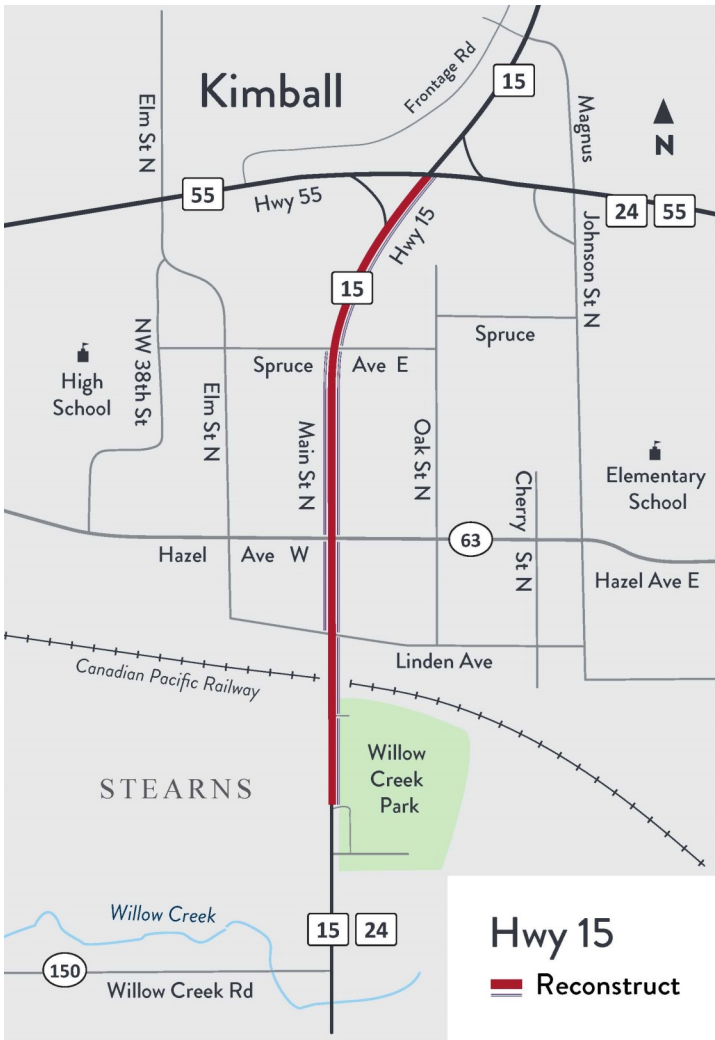 Kimball
Frontage Rd
15
Elm St N
Magnus
N
55
Hwy 55
24 55
Hwy 15
Johnson St N
15
NW 38th St
Spruce
High
School
Spruce Ave E
Elm St N
Main St N
Oak St N
Cherry St N
Elementary
School
63
Hazel Ave W
Hazel Ave E
Linden Ave
Canadian Pacific Railway
Willow
Creek
Park
STEARNS
Willow Creek
15 24
150
Willow Creek Rd
Hwy 15
Reconstruct